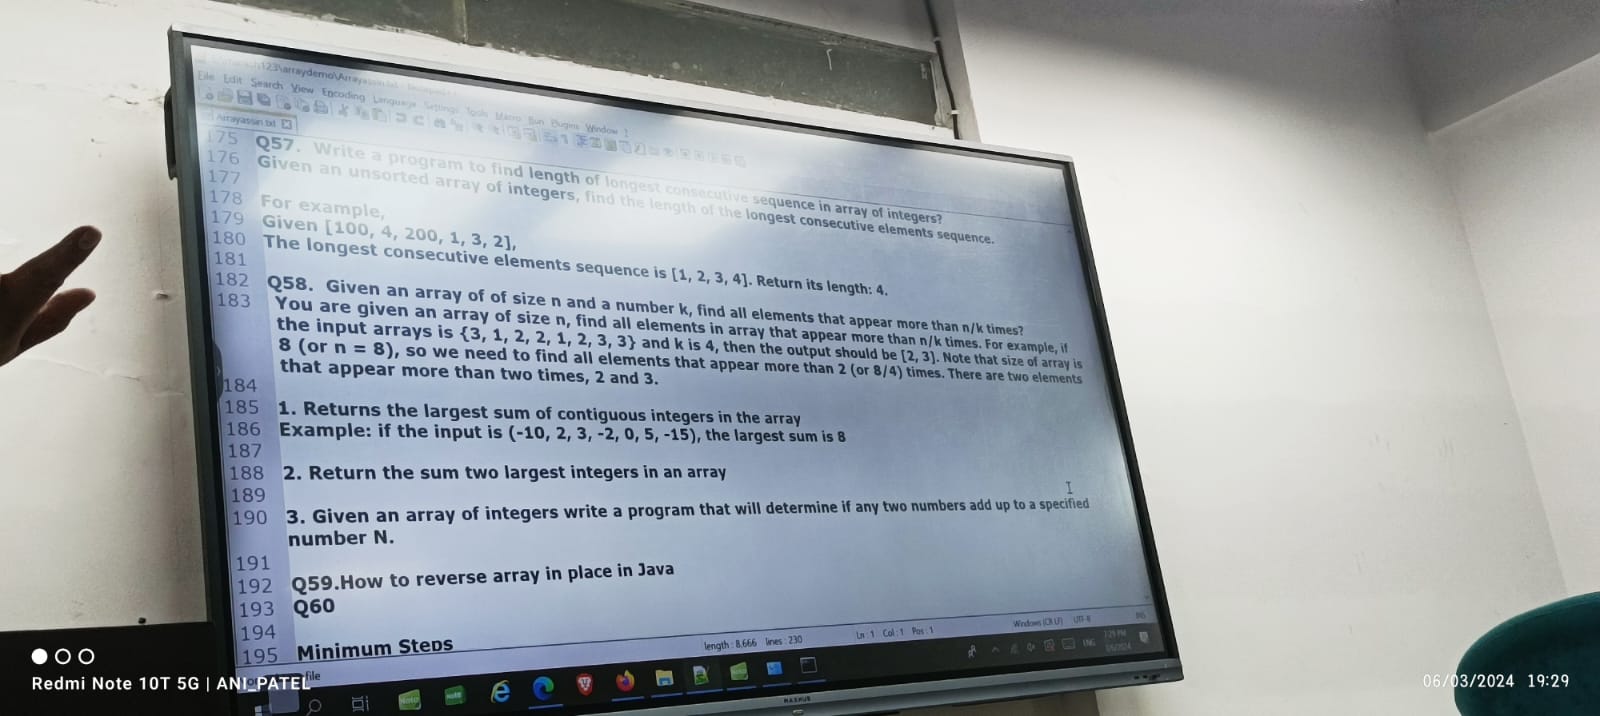 File Edit Search View Encoding Language Settings Tools Macro Run Plugins Window ?
Arrayassin.txt
175 Q57. Write a program to find length of longest consecutive sequence in array of integers?
176 Given an unsorted array of integers, find the length of the longest consecutive elements sequence.
177
178 For example,
179 Given [100, 4, 200, 1, 3, 2],
180 The longest consecutive elements sequence is [1, 2, 3, 4]. Return its length: 4.
181
182 Q58. Given an array of of size n and a number k, find all elements that appear more than n/k times?
183 You are given an array of size n, find all elements in array that appear more than n/k times. For example, if
the input arrays is {3, 1, 2, 2, 1, 2, 3, 3} and k is 4, then the output should be [2, 3]. Note that size of array is
8 (or n = 8), so we need to find all elements that appear more than 2 (or 8/4) times. There are two elements
that appear more than two times, 2 and 3.
184
185 1. Returns the largest sum of contiguous integers in the array
186 Example: if the input is (-10, 2, 3, -2, 0, 5, -15), the largest sum is 8
187
188 2. Return the sum two largest integers in an array
189
190 3. Given an array of integers write a program that will determine if any two numbers add up to a specified
number N.
191
192 Q59.How to reverse array in place in Java
193 Q60
194
195 Minimum Steps
file length : 8,666 lines : 230 Ln : 1 Col : 1 Pos : 1 Windows (CR LF) UTF-8 INS
ENG 7:29 PM
MAXHUB
Redmi Note 10T 5G | ANI_PATEL
06/03/2024 19:29